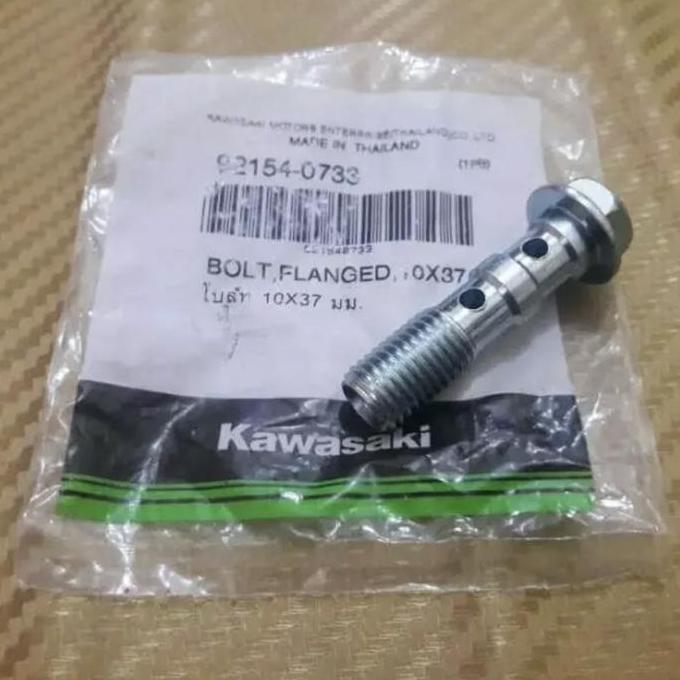 KAWASAKI MOTORS ENTERPRISE(THAILAND)CO.,LTD.
MADE IN THAILAND
92154-0733 (1PB)
BOLT,FLANGED,10X37
โบลัท 10X37 มม.
Kawasaki